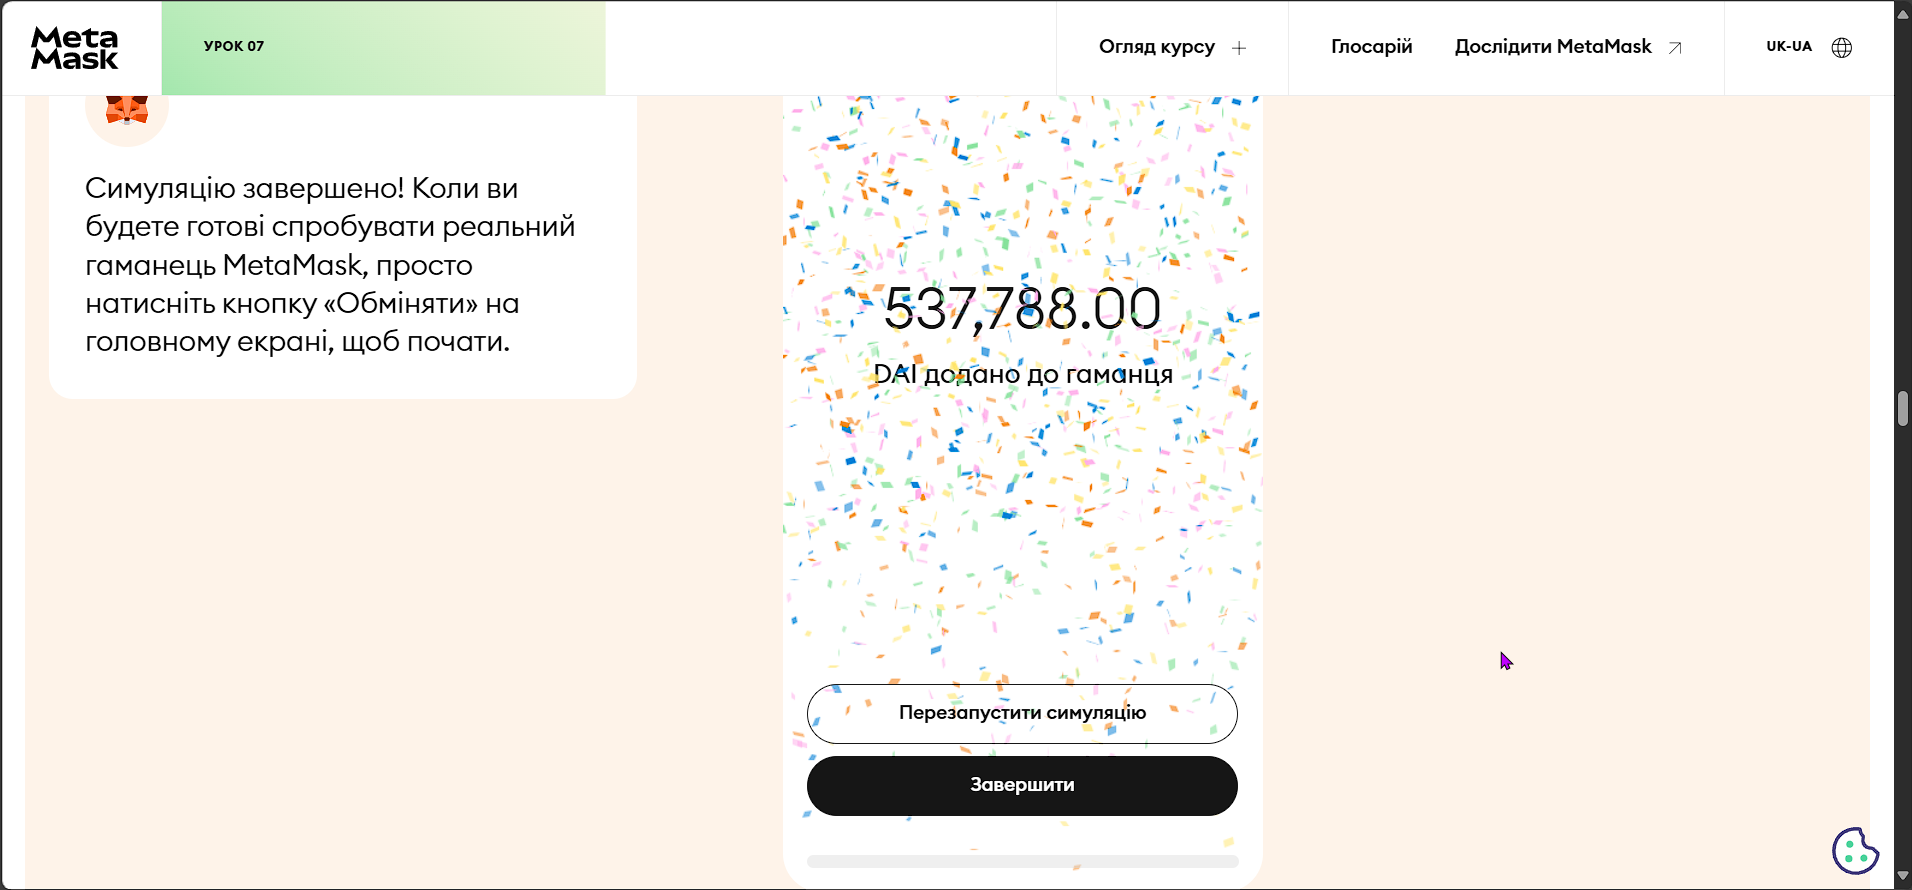 Meta
Mask
УРОК 07
Огляд курсу
Глосарій
Дослідити MetaMask
UK-UA
Симуляцію завершено! Коли ви
будете готові спробувати реальний
гаманець MetaMask, просто
натисніть кнопку «Обміняти» на
головному екрані, щоб почати.
537,788.00
DAI додано до гаманця
Перезапустити симуляцію
Завершити